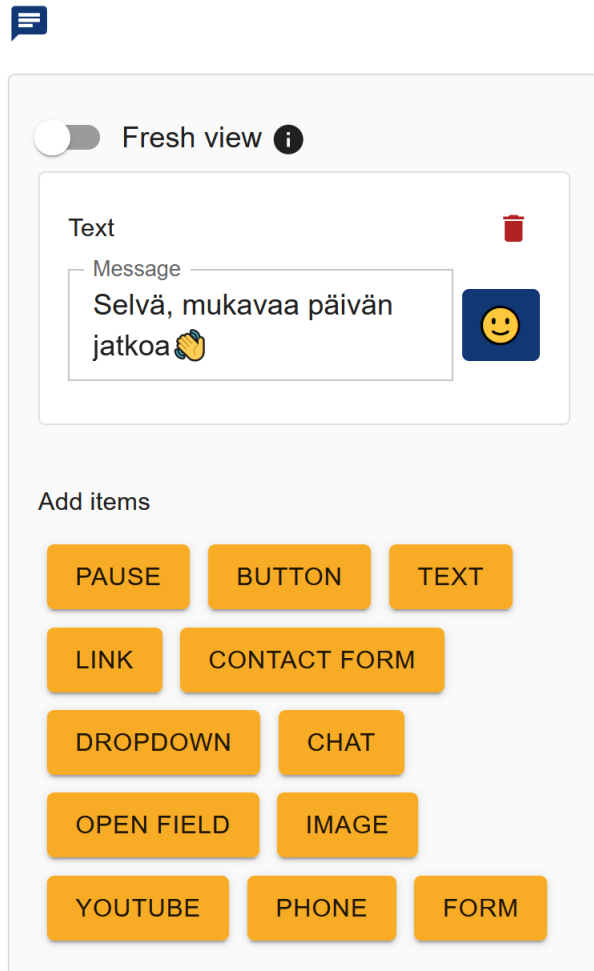 Fresh view
Text
Message
Selvä, mukavaa päivän
jatkoa👋
Add items
PAUSE BUTTON TEXT
LINK CONTACT FORM
DROPDOWN CHAT
OPEN FIELD IMAGE
YOUTUBE PHONE FORM